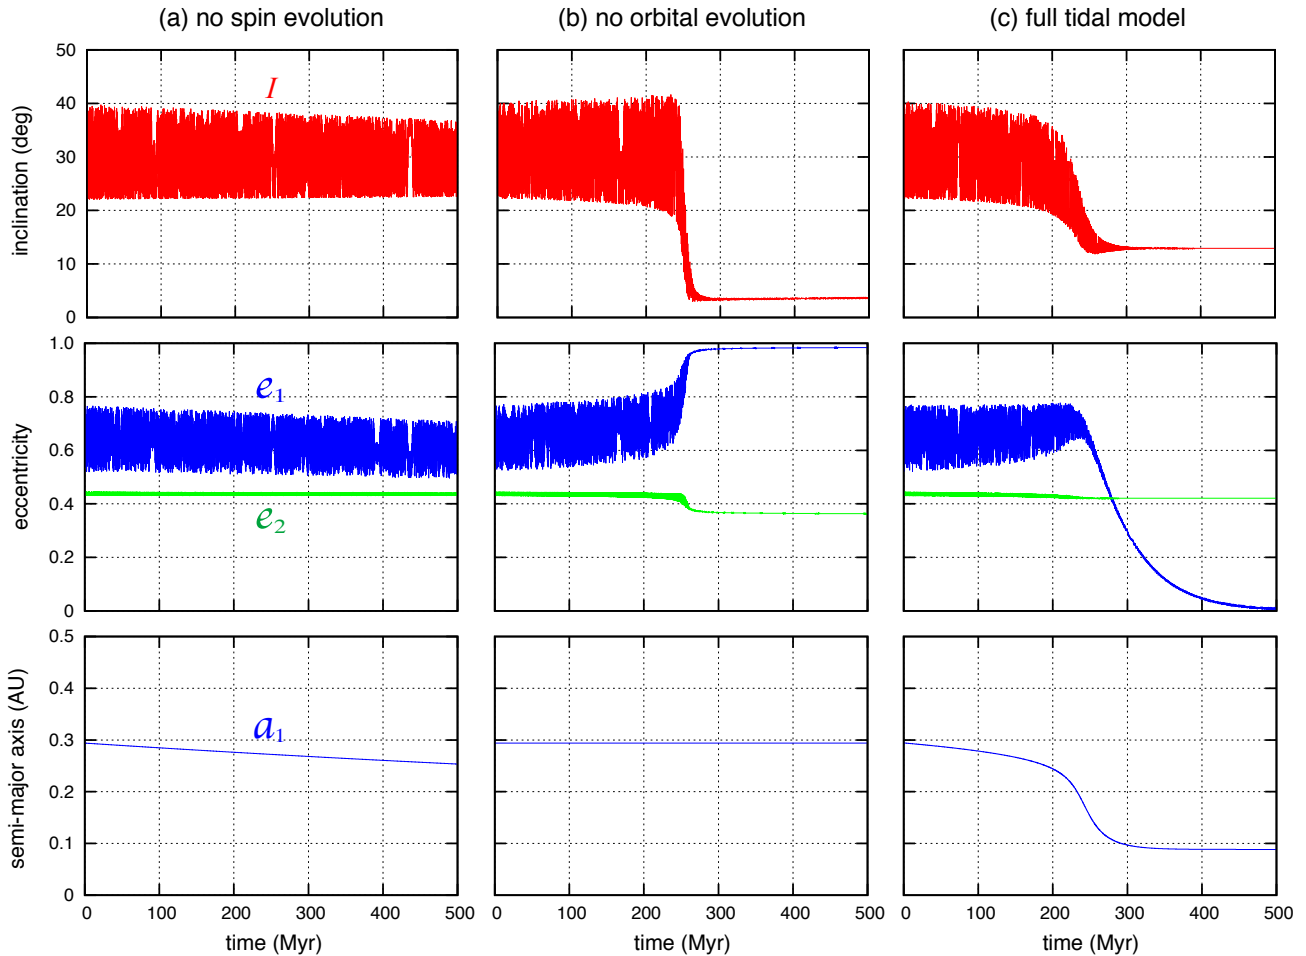 (a) no spin evolution
(b) no orbital evolution
(c) full tidal model
inclination (deg)
50
40
30
20
10
0
I
eccentricity
1.0
0.8
0.6
0.4
0.2
0
e1
e2
semi-major axis (AU)
0.5
0.4
0.3
0.2
0.1
0
a1
0 100 200 300 400 500
0 100 200 300 400 500
0 100 200 300 400 500
time (Myr)
time (Myr)
time (Myr)